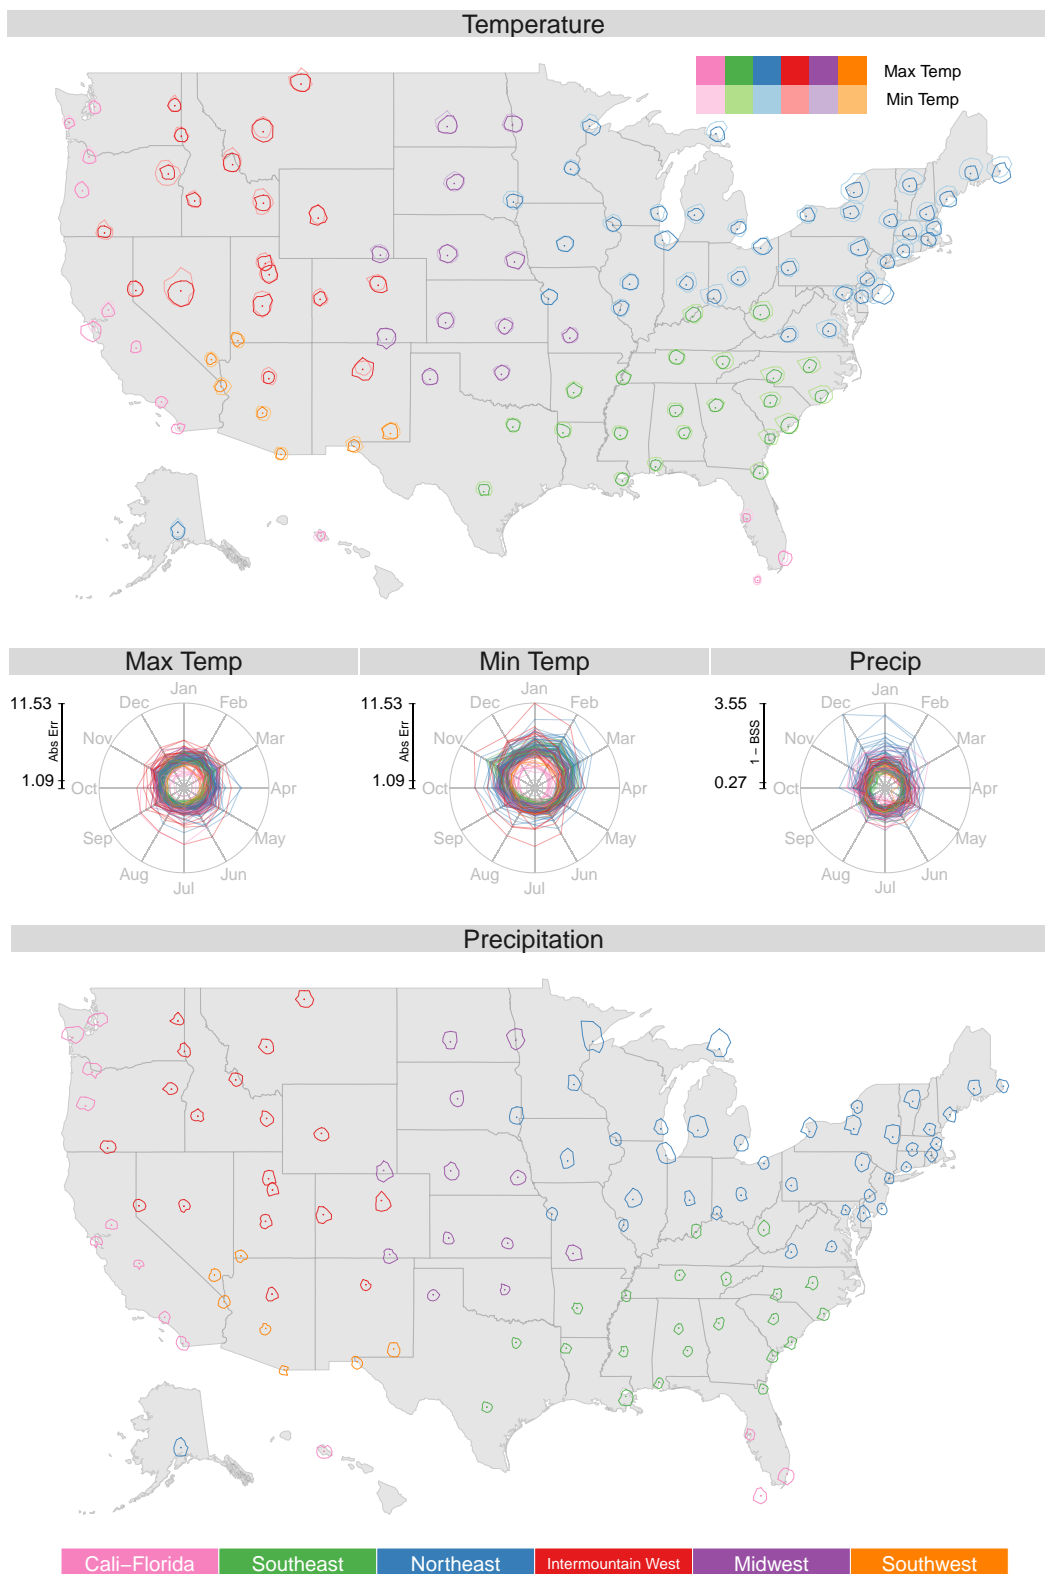 Temperature
Max Temp
Min Temp
Max Temp
Min Temp
Precip
11.53
Abs Err
1.09
Jan
Feb
Mar
Apr
May
Jun
Jul
Aug
Sep
Oct
Nov
Dec
11.53
Abs Err
1.09
Jan
Feb
Mar
Apr
May
Jun
Jul
Aug
Sep
Oct
Nov
Dec
3.55
1 − BSS
0.27
Jan
Feb
Mar
Apr
May
Jun
Jul
Aug
Sep
Oct
Nov
Dec
Precipitation
Cali−Florida
Southeast
Northeast
Intermountain West
Midwest
Southwest